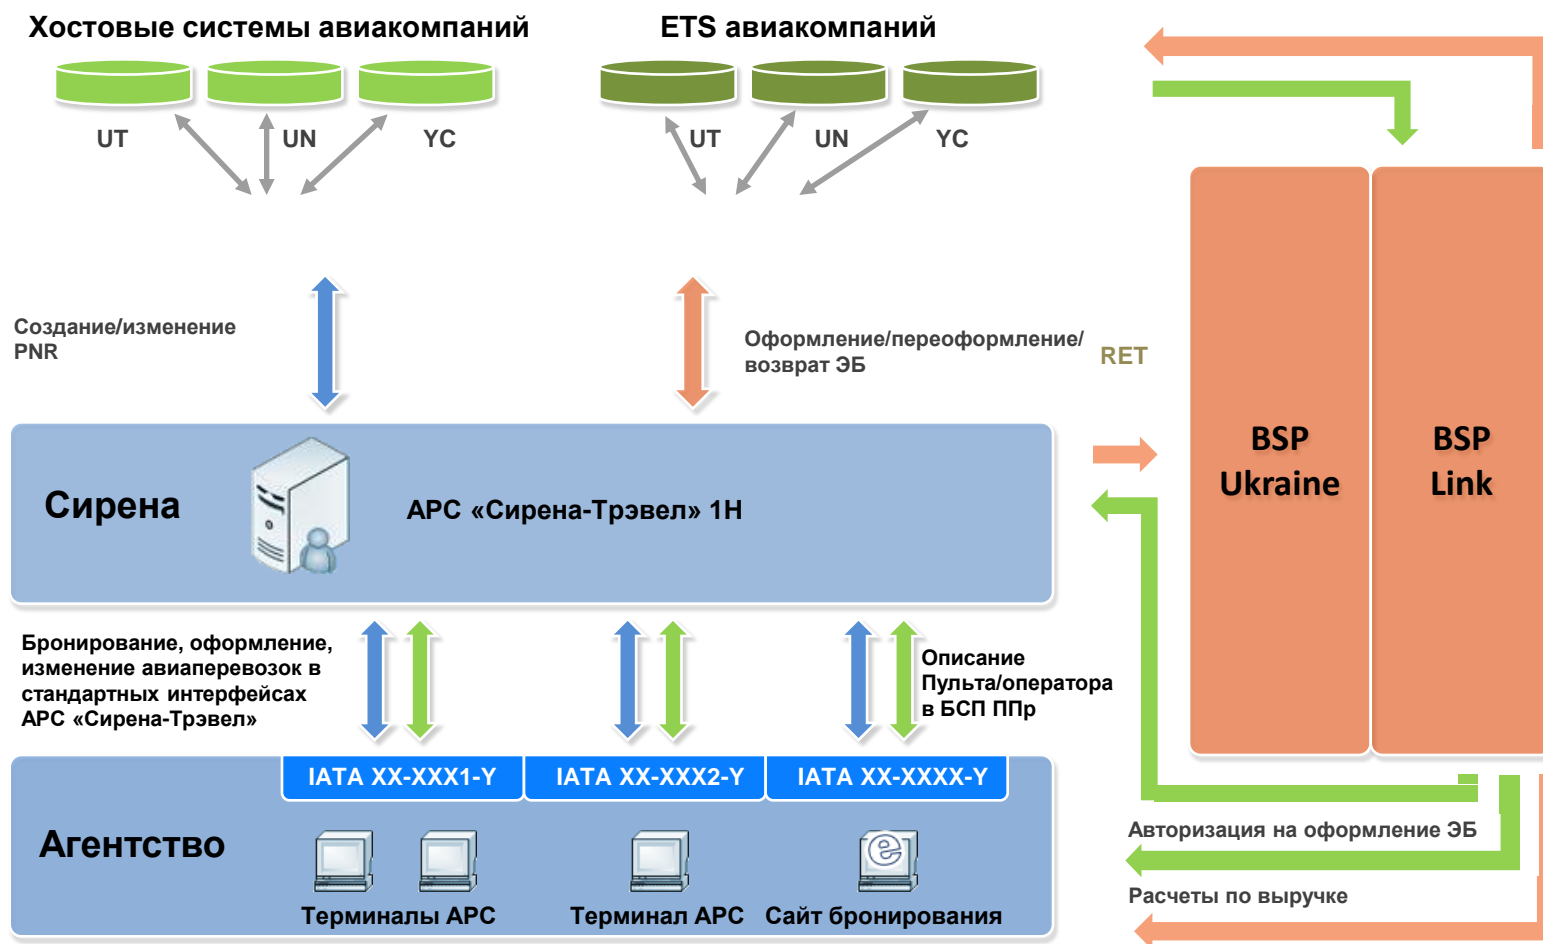 Хостовые системы авиакомпаний
ETS авиакомпаний
UT
UN
YC
UT
UN
YC
Создание/изменение
PNR
Оформление/переоформление/
возврат ЭБ
RET
BSP
Ukraine
BSP
Link
Сирена
АРС «Сирена-Трэвел» 1Н
Бронирование, оформление,
изменение авиаперевозок в
стандартных интерфейсах
АРС «Сирена-Трэвел»
Описание
Пульта/оператора
в БСП ППр
IATA XX-XXX1-Y
IATA XX-XXX2-Y
IATA XX-XXXX-Y
Агентство
Терминалы АРС
Терминал АРС
Сайт бронирования
Авторизация на оформление ЭБ
Расчеты по выручке